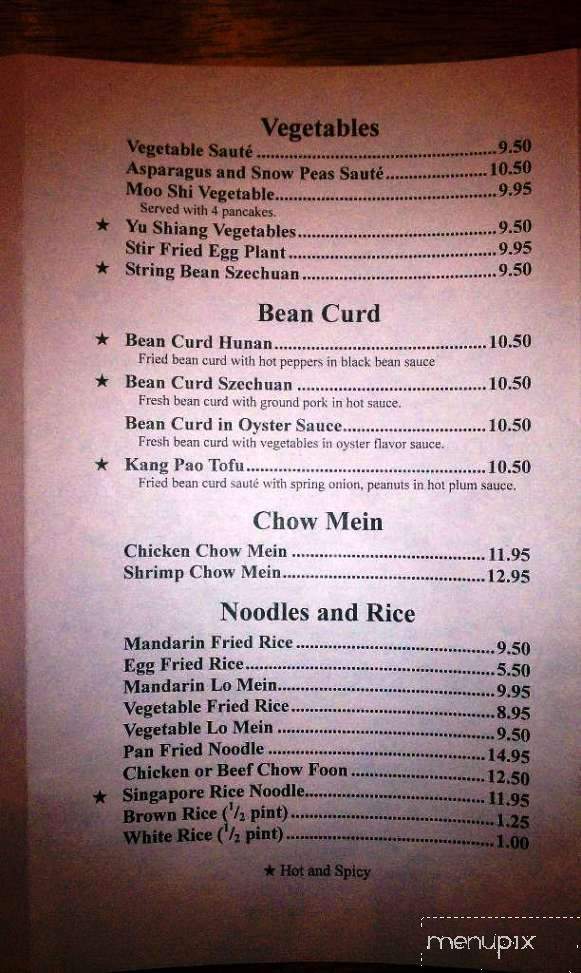 Vegetables
Vegetable Sauté ........ 9.50
Asparagus and Snow Peas Sauté ........ 10.50
Moo Shi Vegetable ........ 9.95
Served with 4 pancakes.
★ Yu Shiang Vegetables ........ 9.50
Stir Fried Egg Plant ........ 9.95
★ String Bean Szechuan ........ 9.50
Bean Curd
★ Bean Curd Hunan ........ 10.50
Fried bean curd with hot peppers in black bean sauce
★ Bean Curd Szechuan ........ 10.50
Fresh bean curd with ground pork in hot sauce.
Bean Curd in Oyster Sauce ........ 10.50
Fresh bean curd with vegetables in oyster flavor sauce.
★ Kang Pao Tofu ........ 10.50
Fried bean curd sauté with spring onion, peanuts in hot plum sauce.
Chow Mein
Chicken Chow Mein ........ 11.95
Shrimp Chow Mein ........ 12.95
Noodles and Rice
Mandarin Fried Rice ........ 9.50
Egg Fried Rice ........ 5.50
Mandarin Lo Mein ........ 9.95
Vegetable Fried Rice ........ 8.95
Vegetable Lo Mein ........ 9.50
Pan Fried Noodle ........ 14.95
Chicken or Beef Chow Foon ........ 12.50
★ Singapore Rice Noodle ........ 11.95
Brown Rice (1/2 pint) ........ 1.25
White Rice (1/2 pint) ........ 1.00
★ Hot and Spicy
menupix